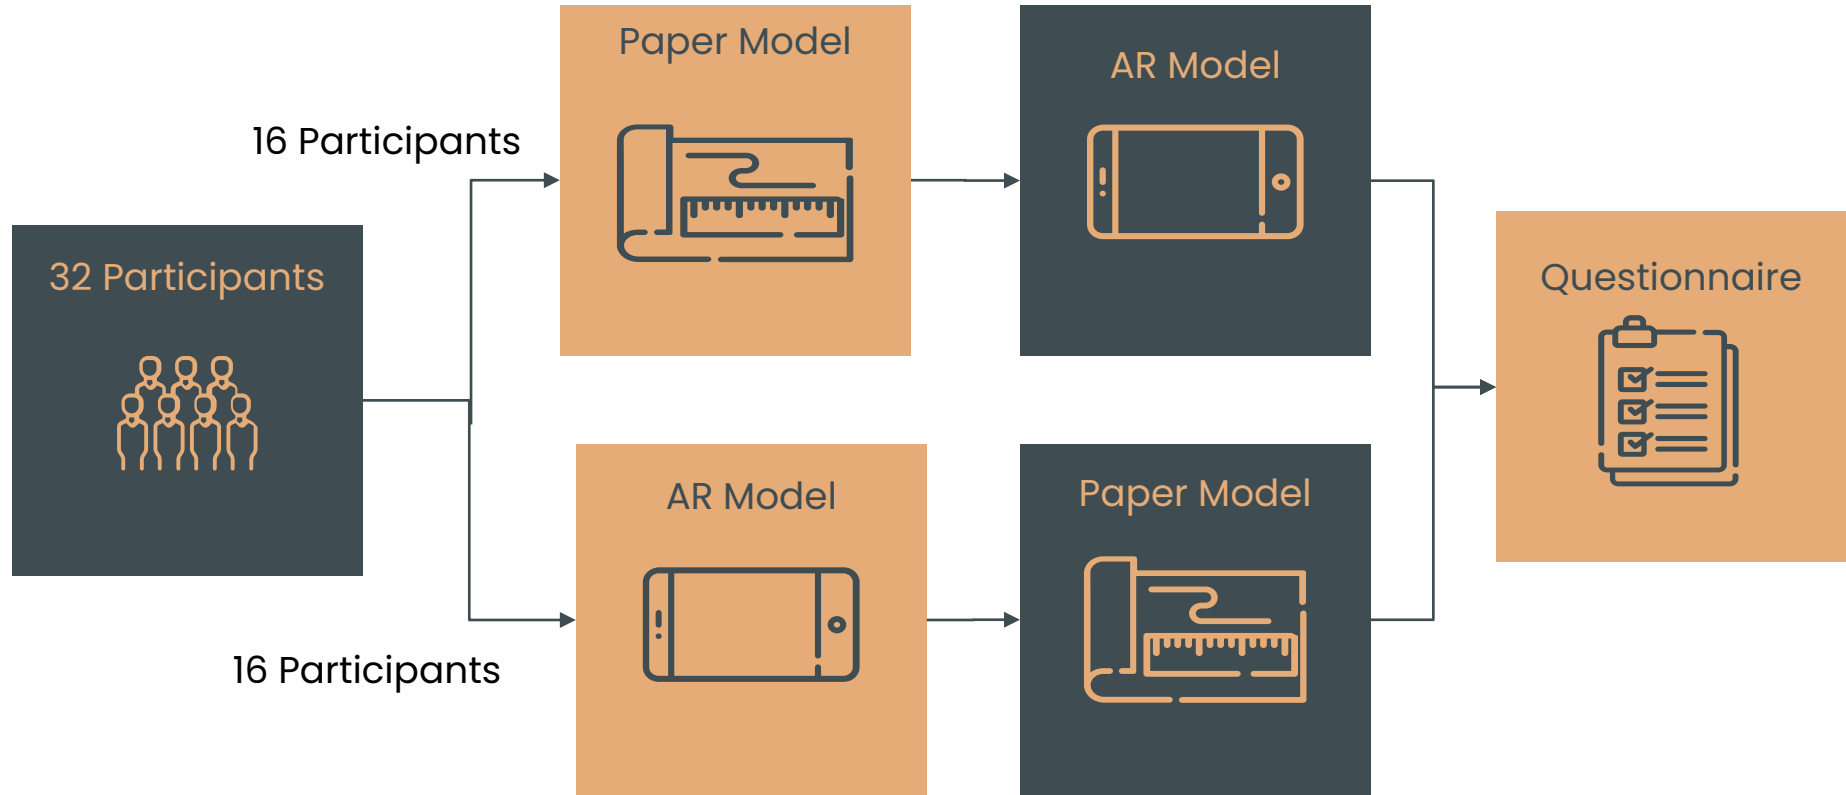 32 Participants
16 Participants
Paper Model
AR Model
16 Participants
AR Model
Paper Model
Questionnaire